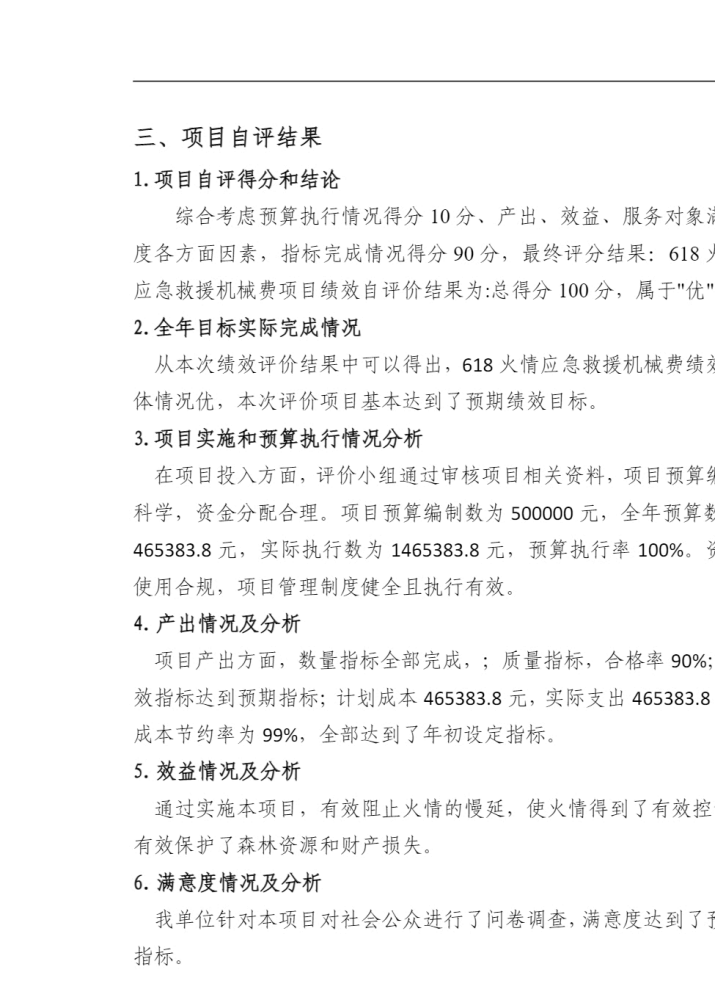 三、项目自评结果
1.项目自评得分和结论
综合考虑预算执行情况得分 10 分、产出、效益、服务对象满
度各方面因素，指标完成情况得分 90 分，最终评分结果：618
应急救援机械费项目绩效自评价结果为:总得分 100 分，属于"优"
2.全年目标实际完成情况
从本次绩效评价结果中可以得出，618 火情应急救援机械费绩效
体情况优，本次评价项目基本达到了预期绩效目标。
3.项目实施和预算执行情况分析
在项目投入方面，评价小组通过审核项目相关资料，项目预算编
科学，资金分配合理。项目预算编制数为 500000 元，全年预算数
465383.8 元，实际执行数为 1465383.8 元，预算执行率 100%。资
使用合规，项目管理制度健全且执行有效。
4. 产出情况及分析
项目产出方面，数量指标全部完成，；质量指标，合格率 90%;
效指标达到预期指标；计划成本 465383.8 元，实际支出 465383.8
成本节约率为 99%，全部达到了年初设定指标。
5. 效益情况及分析
通过实施本项目，有效阻止火情的慢延，使火情得到了有效控
有效保护了森林资源和财产损失。
6. 满意度情况及分析
我单位针对本项目对社会公众进行了问卷调查，满意度达到了预
指标。